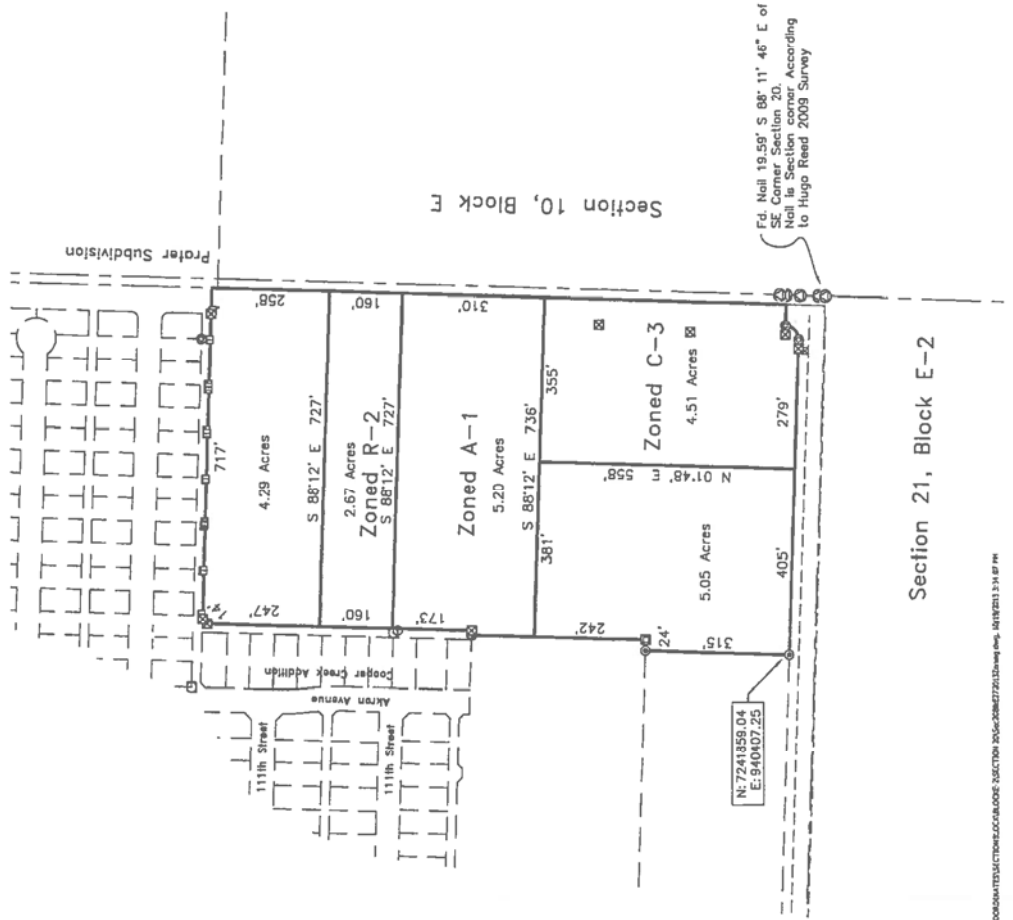 Prater Subdivision
Section 10, Block E
Fd. Nail 19.59' S 88° 11' 46" E of
SE Corner Section 20.
Nail is Section corner According
to Hugo Reed 2009 Survey
717'
258'
4.29 Acres
247'
S 88°12' E 727'
160'
2.67 Acres
Zoned R-2
160'
S 88°12' E 727'
310'
Zoned A-1
5.20 Acres
173'
S 88°12' E 736'
381'
355'
Zoned C-3
4.51 Acres
N 01°48' E 558'
279'
242'
24'
315'
5.05 Acres
405'
Cooper Creek Addition
Akron Avenue
111th Street
111th Street
N: 7241859.04
E: 940407.25
Section 21, Block E-2